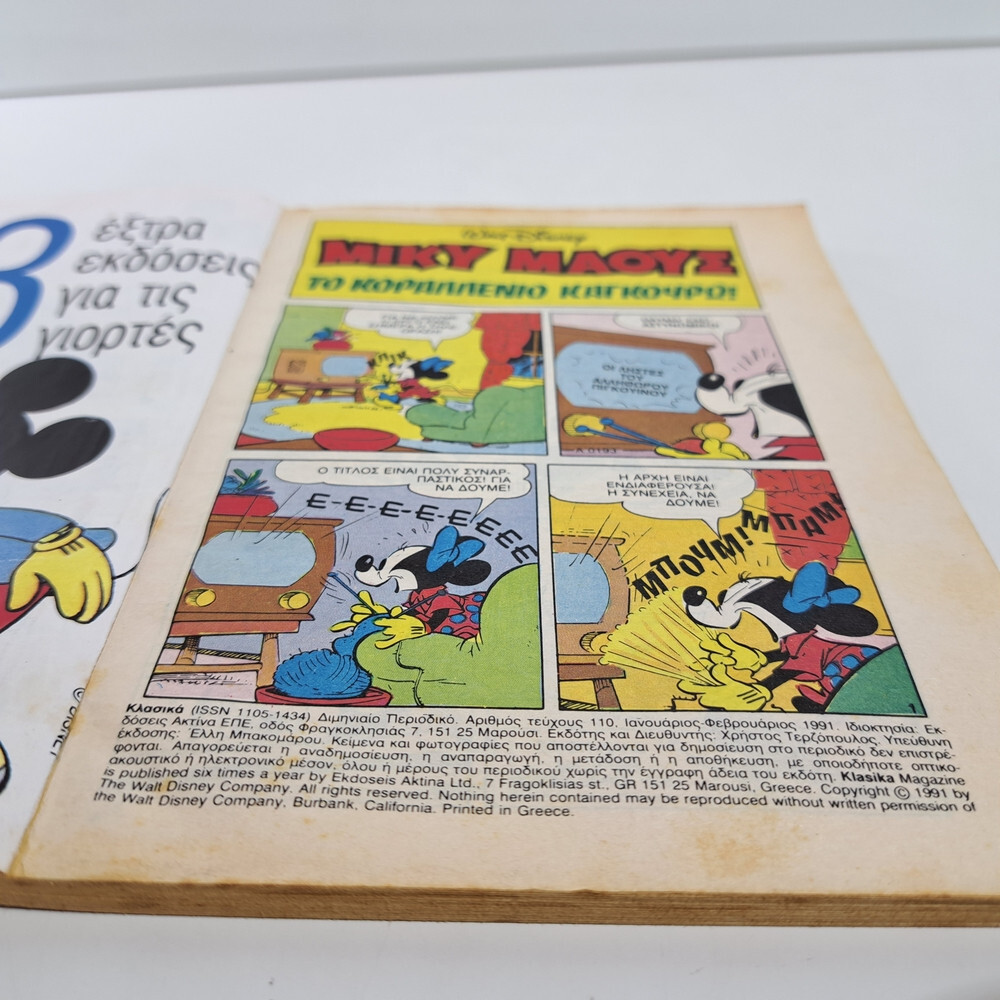 3
έξτρα
εκδόσεις
για τις
γιορτές
© DISNEY
Walt Disney
ΜΙΚΥ ΜΑΟΥΣ
ΤΟ ΚΟΡΑΛΛΕΝΙΟ ΚΑΓΚΟΥΡΩ!
ΚΛΙΚ
ΟΙ ΛΗΣΤΕΣ
ΤΟΥ
ΠΙΓΚΟΥΙΝΟΥ
Ο ΤΙΤΛΟΣ ΕΙΝΑΙ ΠΟΛΥ ΣΥΝΑΡ-
ΠΑΣΤΙΚΟΣ! ΓΙΑ
ΝΑ ΔΟΥΜΕ!
Ε-Ε-Ε-Ε-Ε-Ε-Ε-Ε
Η ΑΡΧΗ ΕΙΝΑΙ
ΕΝΔΙΑΦΕΡΟΥΣΑ!
Η ΣΥΝΕΧΕΙΑ, ΝΑ
ΔΟΥΜΕ!
ΜΠΟΥΜ! ΜΠΑΜ!
1
Κλασικά (ISSN 1105-1434) Διμηνιαίο Περιοδικό. Αριθμός τεύχους 110, Ιανουάριος-Φεβρουάριος 1991. Ιδιοκτησία: Εκ-
δόσεις Ακτίνα ΕΠΕ, οδός Φραγκοκλησιάς 7, 151 25 Μαρούσι. Εκδότης και Διευθυντής: Χρήστος Τερζόπουλος. Υπεύθυνη
έκδοσης: Έλλη Μπακομάρου. Κείμενα και φωτογραφίες που αποστέλλονται για δημοσίευση στο περιοδικό δεν επιστρέ-
φονται. Απαγορεύεται η αναδημοσίευση, η αναπαραγωγή, η μετάδοση ή η αποθήκευση, με οποιοδήποτε οπτικο-
ακουστικό ή ηλεκτρονικό μέσον, όλου ή μέρους του περιοδικού χωρίς την έγγραφη άδεια του εκδότη. Klasika Magazine
is published six times a year by Ekdoseis Aktina Ltd., 7 Fragoklisias st., GR 151 25 Marousi, Greece. Copyright © 1991 by
The Walt Disney Company. All rights reserved. Nothing herein contained may be reproduced without written permission of
the Walt Disney Company, Burbank, California. Printed in Greece.